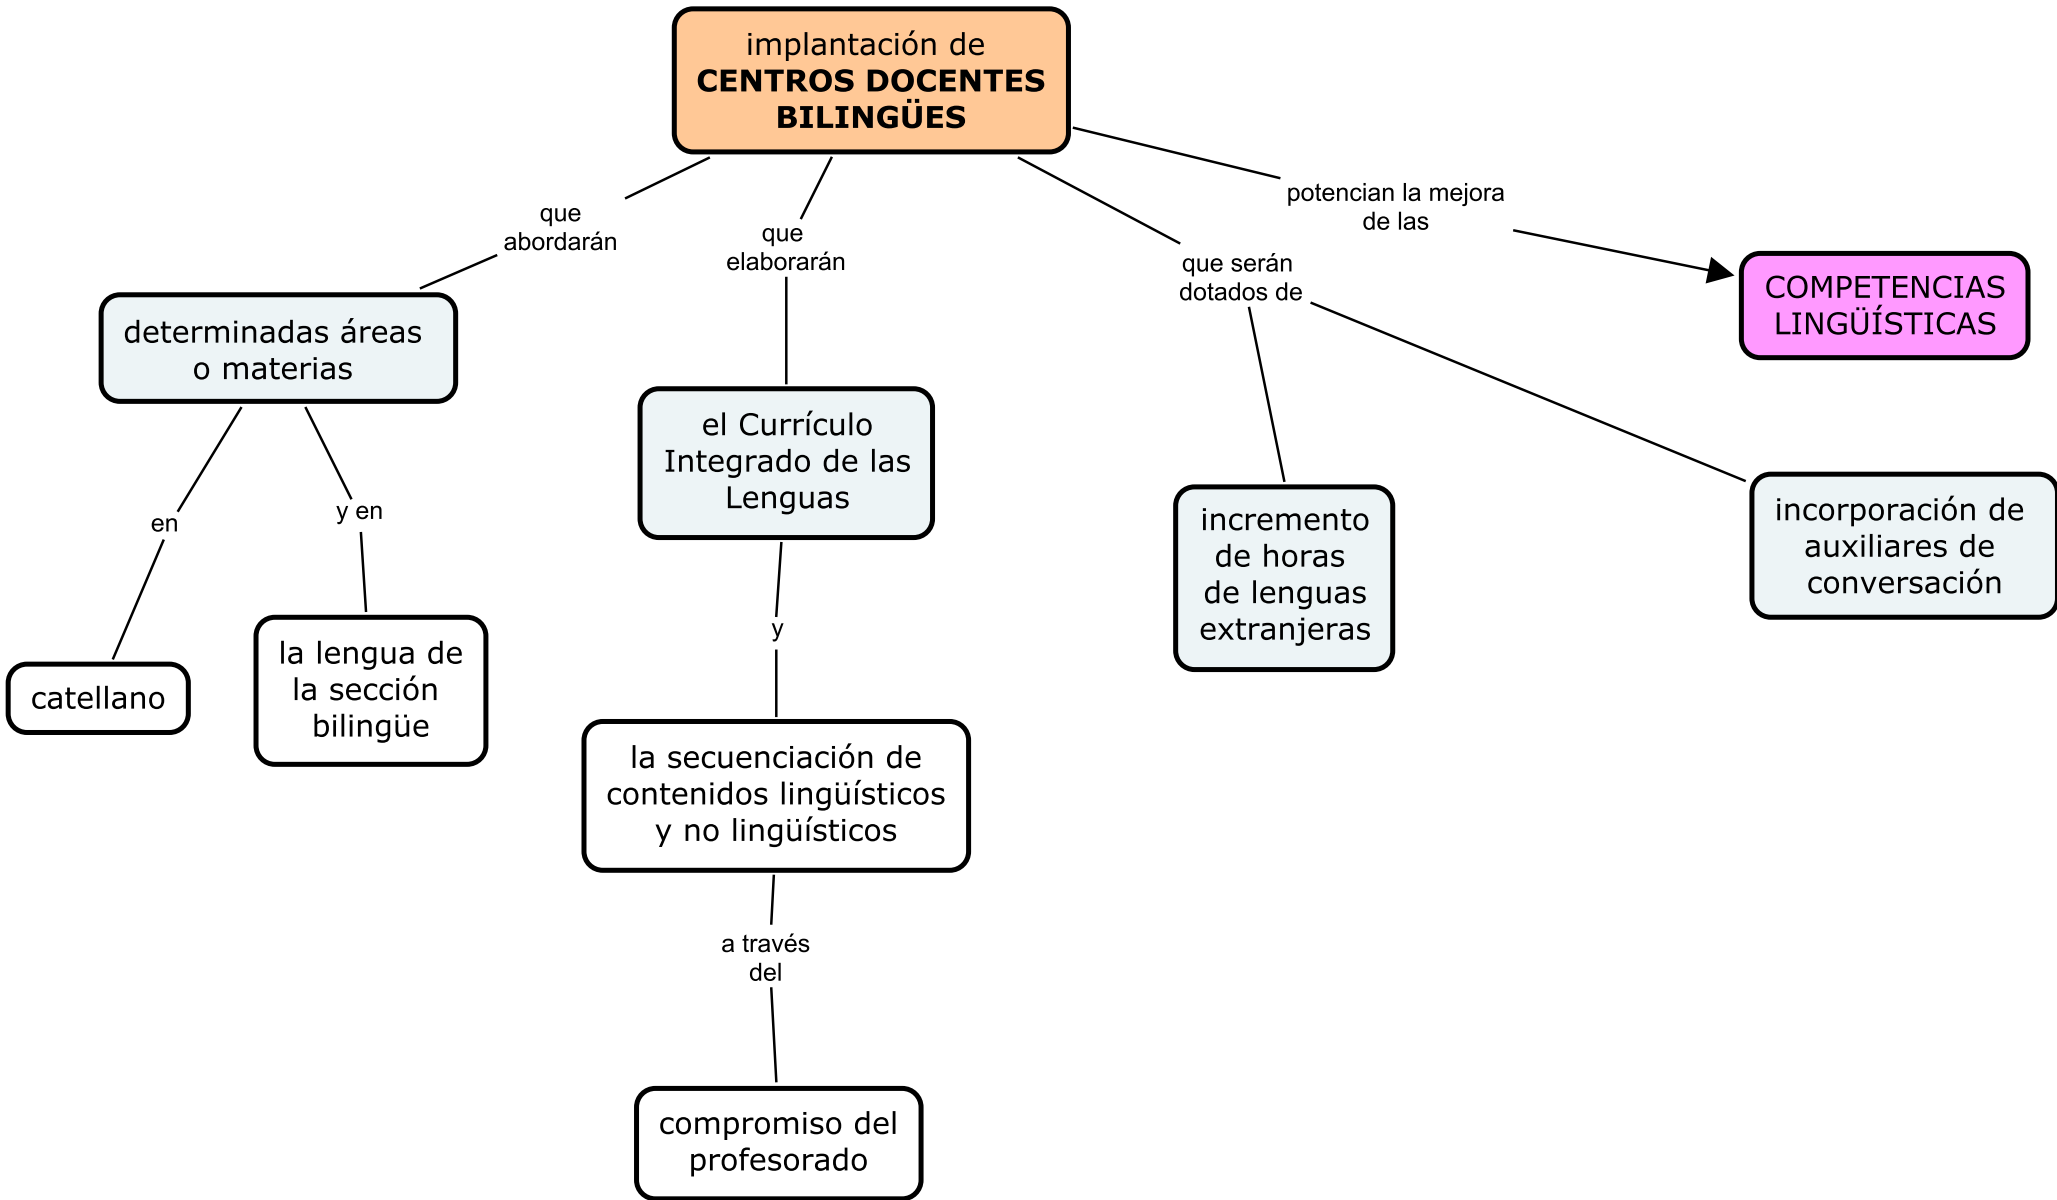 implantación de
CENTROS DOCENTES
BILINGÜES
que
abordarán
que
elaborarán
que serán
dotados de
potencian la mejora
de las
COMPETENCIAS
LINGÜÍSTICAS
determinadas áreas
o materias
en
y en
catellano
la lengua de
la sección
bilingüe
el Currículo
Integrado de las
Lenguas
y
la secuenciación de
contenidos lingüísticos
y no lingüísticos
a través
del
compromiso del
profesorado
incremento
de horas
de lenguas
extranjeras
incorporación de
auxiliares de
conversación